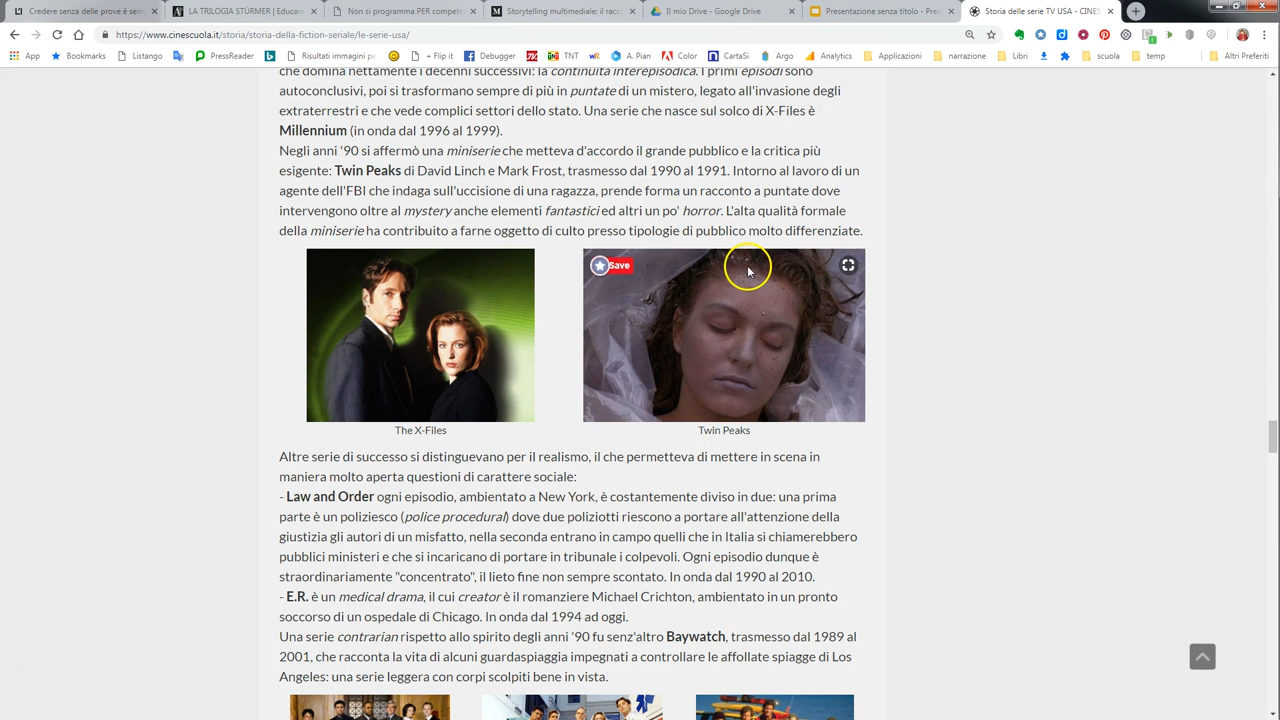 Credere senza delle prove è sem
LA TRILOGIA STÜRMER | Educare
Non si programma PER compete
Storytelling multimediale: il racc
Il mio Drive - Google Drive
Presentazione senza titolo - Pres
Storia delle serie TV USA - CINES
https://www.cinescuola.it/storia/storia-della-fiction-seriale/le-serie-usa/
App Bookmarks Listango PressReader Risultati immagini pe + Flip it Debugger TNT A. Pian Color CartaSi Argo Analytics Applicazioni narrazione Libri scuola temp Altri Preferiti
che domina nettamente i decenni successivi: la continuità interepisodica. I primi episodi sono
autoconclusivi, poi si trasformano sempre di più in puntate di un mistero, legato all'invasione degli
extraterrestri e che vede complici settori dello stato. Una serie che nasce sul solco di X-Files è
Millennium (in onda dal 1996 al 1999).
Negli anni '90 si affermò una miniserie che metteva d'accordo il grande pubblico e la critica più
esigente: Twin Peaks di David Linch e Mark Frost, trasmesso dal 1990 al 1991. Intorno al lavoro di un
agente dell'FBI che indaga sull'uccisione di una ragazza, prende forma un racconto a puntate dove
intervengono oltre al mystery anche elementi fantastici ed altri un po' horror. L'alta qualità formale
della miniserie ha contribuito a farne oggetto di culto presso tipologie di pubblico molto differenziate.
Save
The X-Files
Twin Peaks
Altre serie di successo si distinguevano per il realismo, il che permetteva di mettere in scena in
maniera molto aperta questioni di carattere sociale:
- Law and Order ogni episodio, ambientato a New York, è costantemente diviso in due: una prima
parte è un poliziesco (police procedural) dove due poliziotti riescono a portare all'attenzione della
giustizia gli autori di un misfatto, nella seconda entrano in campo quelli che in Italia si chiamerebbero
pubblici ministeri e che si incaricano di portare in tribunale i colpevoli. Ogni episodio dunque è
straordinariamente "concentrato", il lieto fine non sempre scontato. In onda dal 1990 al 2010.
- E.R. è un medical drama, il cui creator è il romanziere Michael Crichton, ambientato in un pronto
soccorso di un ospedale di Chicago. In onda dal 1994 ad oggi.
Una serie contrarian rispetto allo spirito degli anni '90 fu senz'altro Baywatch, trasmesso dal 1989 al
2001, che racconta la vita di alcuni guardaspiaggia impegnati a controllare le affollate spiagge di Los
Angeles: una serie leggera con corpi scolpiti bene in vista.